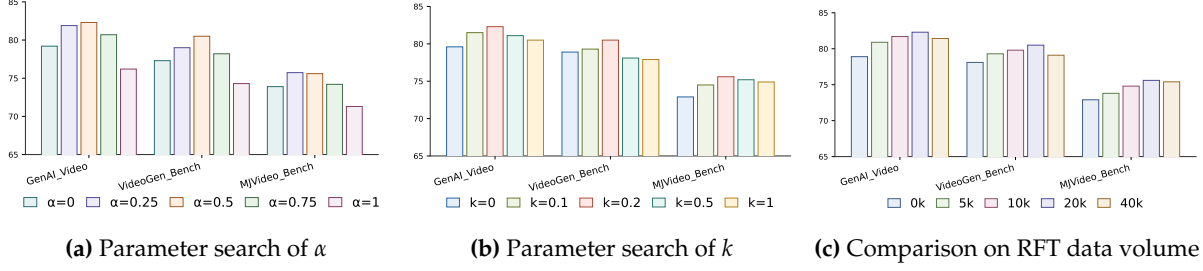 85
80
75
70
65
GenAI_Video
VideoGen_Bench
MJVideo_Bench
α=0 α=0.25 α=0.5 α=0.75 α=1
(a) Parameter search of α
85
80
75
70
65
GenAI_Video
VideoGen_Bench
MJVideo_Bench
k=0 k=0.1 k=0.2 k=0.5 k=1
(b) Parameter search of k
85
80
75
70
65
GenAI_Video
VideoGen_Bench
MJVideo_Bench
0k 5k 10k 20k 40k
(c) Comparison on RFT data volume